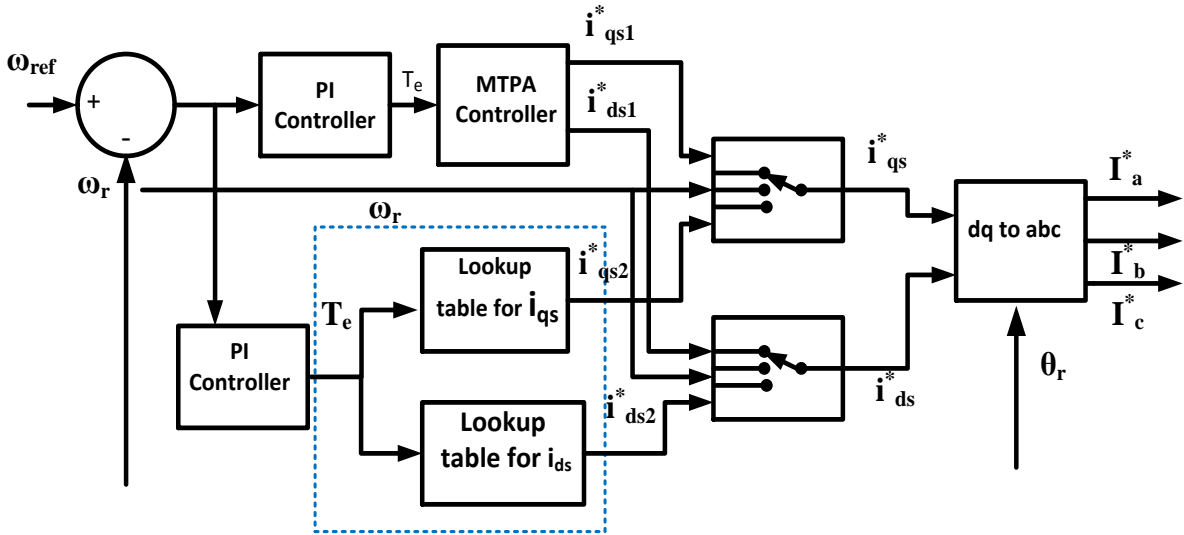 i*qs1
ωref
+
-
PI
Controller
Te
MTPA
Controller
i*ds1
ωr
ωr
i*qs
dq to abc
I*a
I*b
I*c
Lookup
table for iqs
i*qs2
Te
PI
Controller
Lookup
table for ids
i*ds2
i*ds
θr